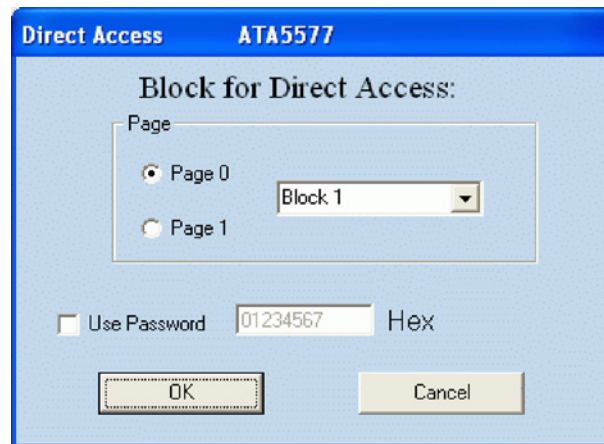 Direct Access ATA5577
Block for Direct Access:
Page
Page 0
Block 1
Page 1
Use Password 01234567 Hex
OK Cancel